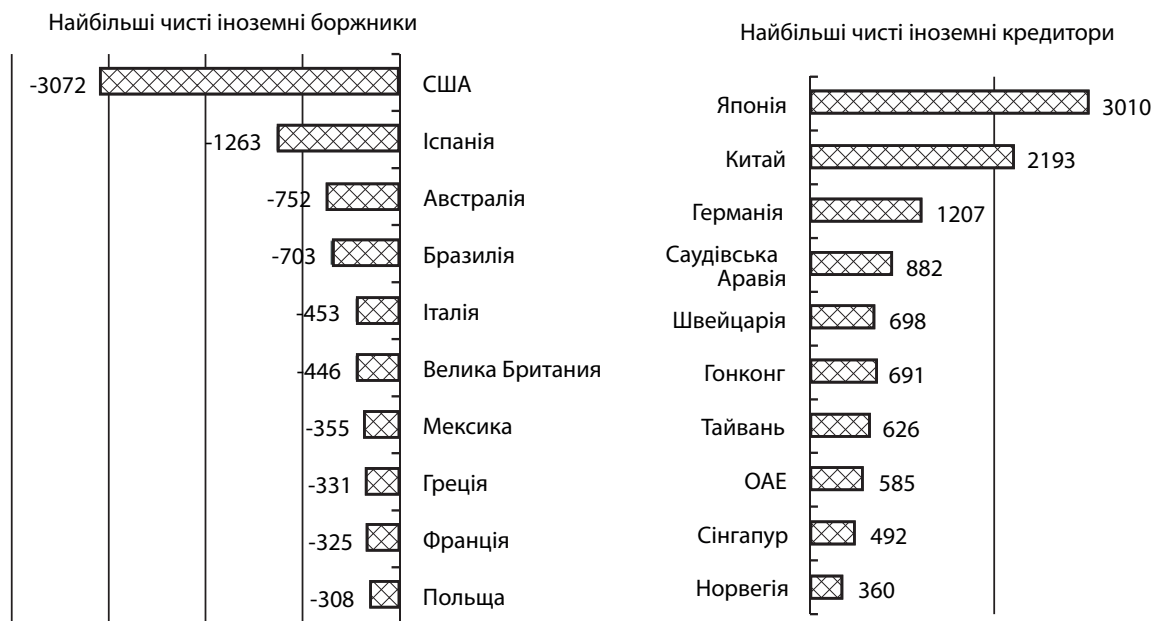 Найбільші чисті іноземні боржники
-3072 США
-1263 Іспанія
-752 Австралія
-703 Бразилія
-453 Італія
-446 Велика Британия
-355 Мексика
-331 Греція
-325 Франція
-308 Польща
Найбільші чисті іноземні кредитори
Японія 3010
Китай 2193
Германія 1207
Саудівська
Аравія 882
Швейцарія 698
Гонконг 691
Тайвань 626
ОАЕ 585
Сінгапур 492
Норвегія 360